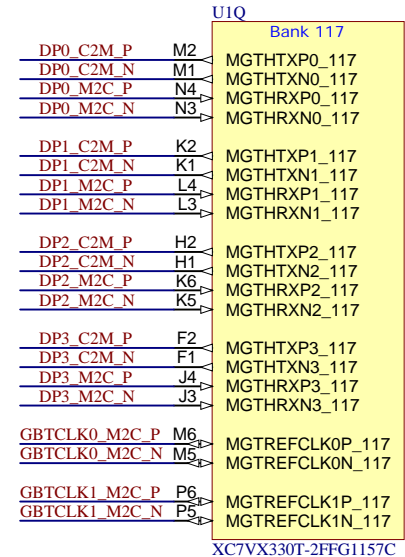 U1Q
Bank 117
DP0_C2M_P M2 MGTHTXP0_117
DP0_C2M_N M1 MGTHTXN0_117
DP0_M2C_P N4 MGTHRXP0_117
DP0_M2C_N N3 MGTHRXN0_117
DP1_C2M_P K2 MGTHTXP1_117
DP1_C2M_N K1 MGTHTXN1_117
DP1_M2C_P L4 MGTHRXP1_117
DP1_M2C_N L3 MGTHRXN1_117
DP2_C2M_P H2 MGTHTXP2_117
DP2_C2M_N H1 MGTHTXN2_117
DP2_M2C_P K6 MGTHRXP2_117
DP2_M2C_N K5 MGTHRXN2_117
DP3_C2M_P F2 MGTHTXP3_117
DP3_C2M_N F1 MGTHTXN3_117
DP3_M2C_P J4 MGTHRXP3_117
DP3_M2C_N J3 MGTHRXN3_117
GBTCLK0_M2C_P M6 MGTREFCLK0P_117
GBTCLK0_M2C_N M5 MGTREFCLK0N_117
GBTCLK1_M2C_P P6 MGTREFCLK1P_117
GBTCLK1_M2C_N P5 MGTREFCLK1N_117
XC7VX330T-2FFG1157C